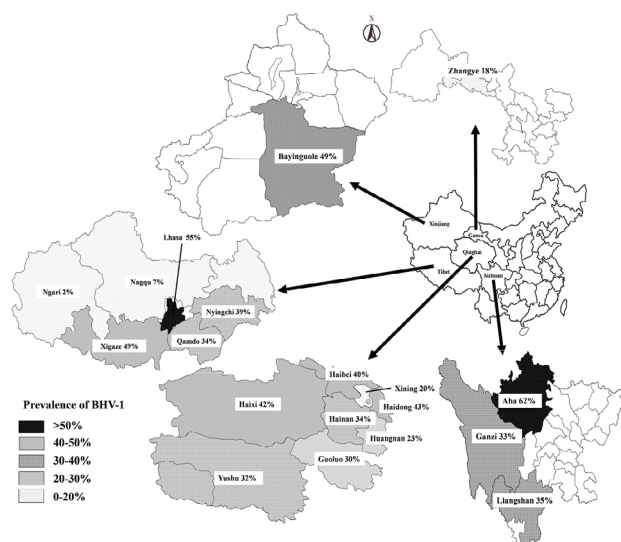 N
Zhangye 18%
Bayinguole 49%
Xinjiang
Gansu
Qinghai
Tibet
Sichuan
Lhasa 55%
Ngari 2%
Nagqu 7%
Nyingchi 39%
Xigaze 49%
Qamdo 34%
Haibei 40%
Xining 20%
Haixi 42%
Haidong 43%
Hainan 34%
Huangnan 23%
Guoluo 30%
Yushu 32%
Aba 62%
Ganzi 33%
Liangshan 35%
Prevalence of BHV-1
>50%
40-50%
30-40%
20-30%
0-20%